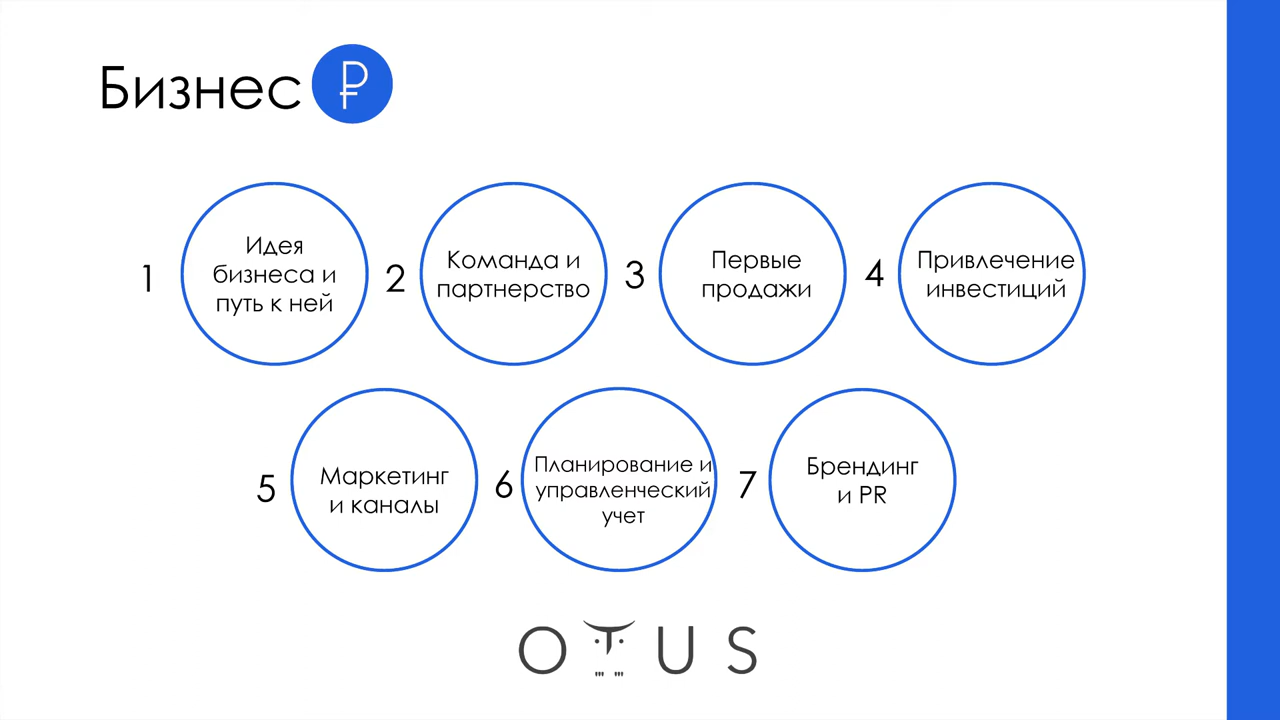 Бизнес ₽
1
Идея
бизнеса и
путь к ней
2
Команда и
партнерство
3
Первые
продажи
4
Привлечение
инвестиций
5
Маркетинг
и каналы
6
Планирование и
управленческий
учет
7
Брендинг
и PR
OTUS